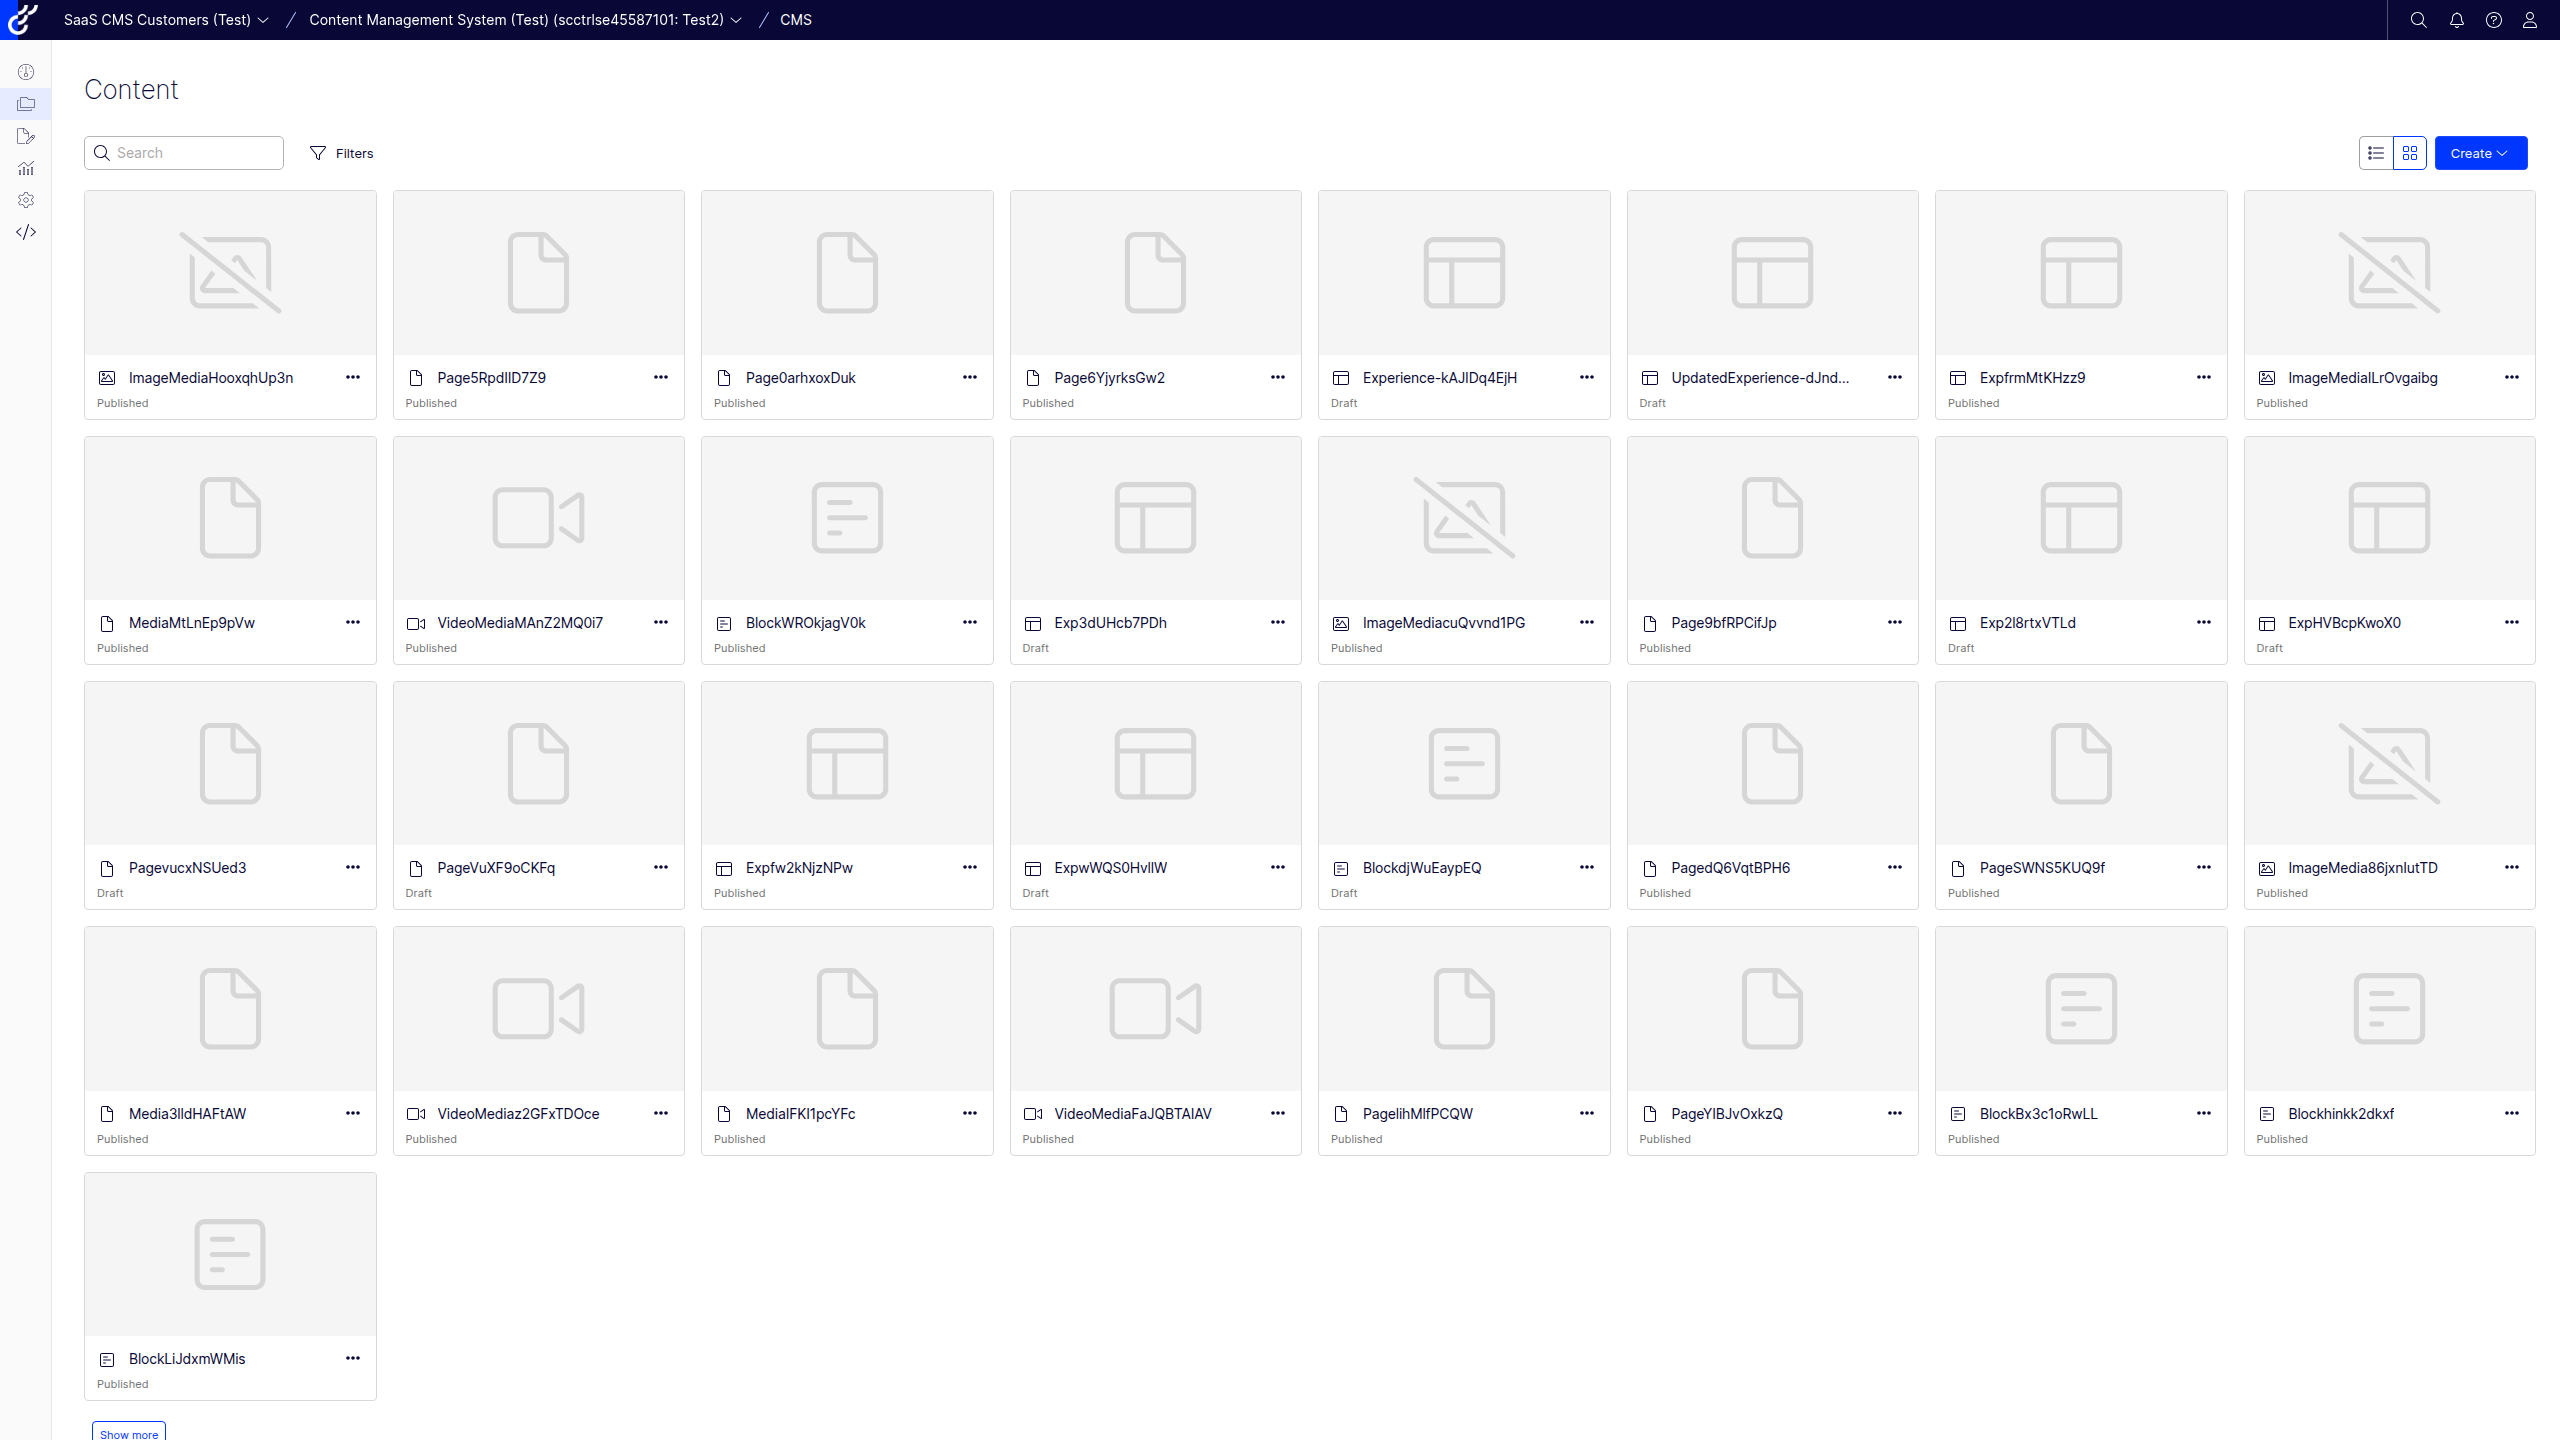 SaaS CMS Customers (Test) / Content Management System (Test) (scctrlse45587101: Test2) / CMS
Content
Search
Filters
Create
ImageMediaHooxqhUp3n
Published
Page5RpdIID7Z9
Published
Page0arhxoxDuk
Published
Page6YjyrksGw2
Published
Experience-kAJIDq4EjH
Draft
UpdatedExperience-dJnd...
Draft
ExpfrmMtKHzz9
Published
ImageMediaILrOvgaibg
Published
MediaMtLnEp9pVw
Published
VideoMediaMAnZ2MQ0i7
Published
BlockWROkjagV0k
Published
Exp3dUHcb7PDh
Draft
ImageMediacuQvvnd1PG
Published
Page9bfRPCifJp
Published
Exp2I8rtxVTLd
Draft
ExpHVBcpKwoX0
Draft
PagevucxNSUed3
Draft
PageVuXF9oCKFq
Draft
Expfw2kNjzNPw
Published
ExpwWQS0HvIlW
Draft
BlockdjWuEaypEQ
Draft
PagedQ6VqtBPH6
Published
PageSWNS5KUQ9f
Published
ImageMedia86jxnlutTD
Published
Media3lldHAFtAW
Published
VideoMediaz2GFxTDOce
Published
MediaIFKI1pcYFc
Published
VideoMediaFaJQBTAIAV
Published
PagelihMIfPCQW
Published
PageYIBJvOxkzQ
Published
BlockBx3c1oRwLL
Published
Blockhinkk2dkxf
Published
BlockLiJdxmWMis
Published
Show more